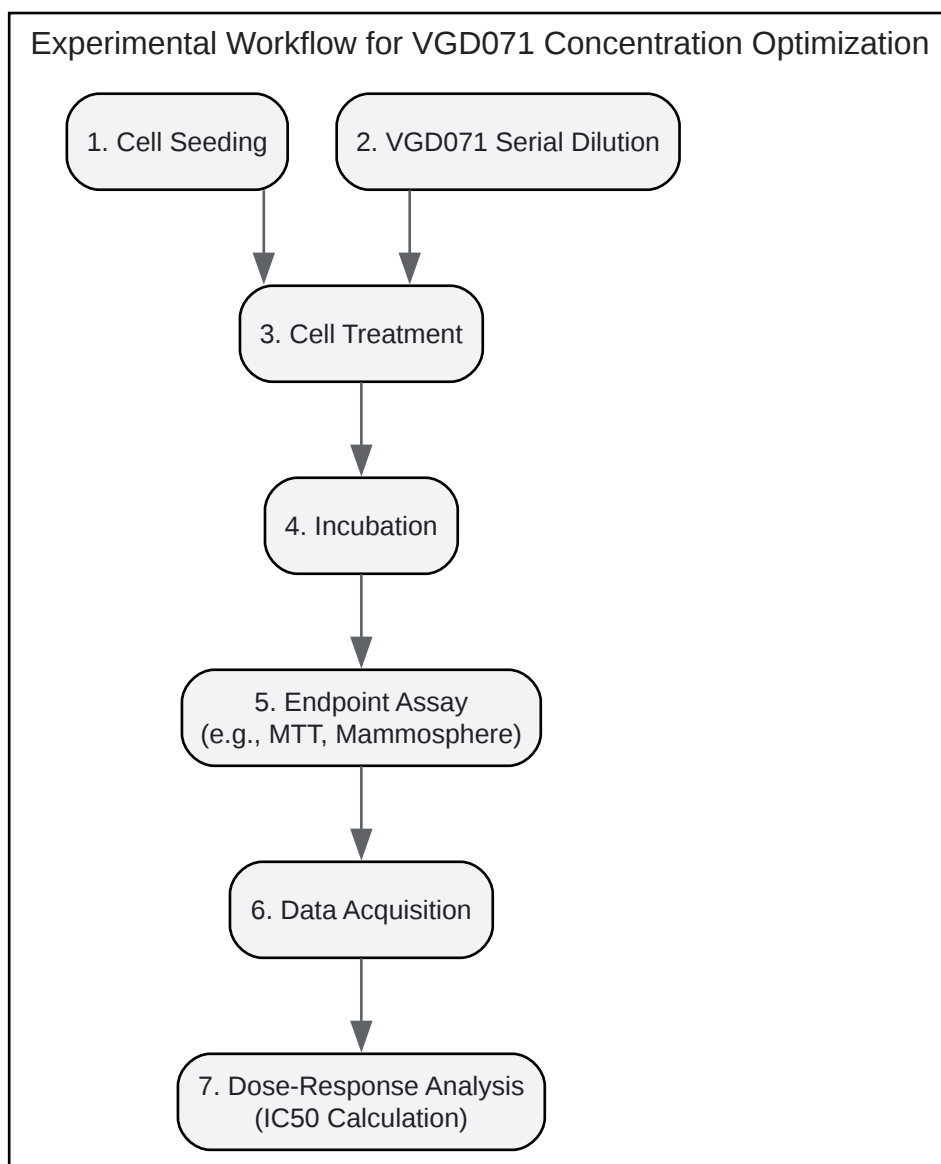 Experimental Workflow for VGD071 Concentration Optimization
1. Cell Seeding
2. VGD071 Serial Dilution
3. Cell Treatment
4. Incubation
5. Endpoint Assay
(e.g., MTT, Mammosphere)
6. Data Acquisition
7. Dose-Response Analysis
(IC50 Calculation)